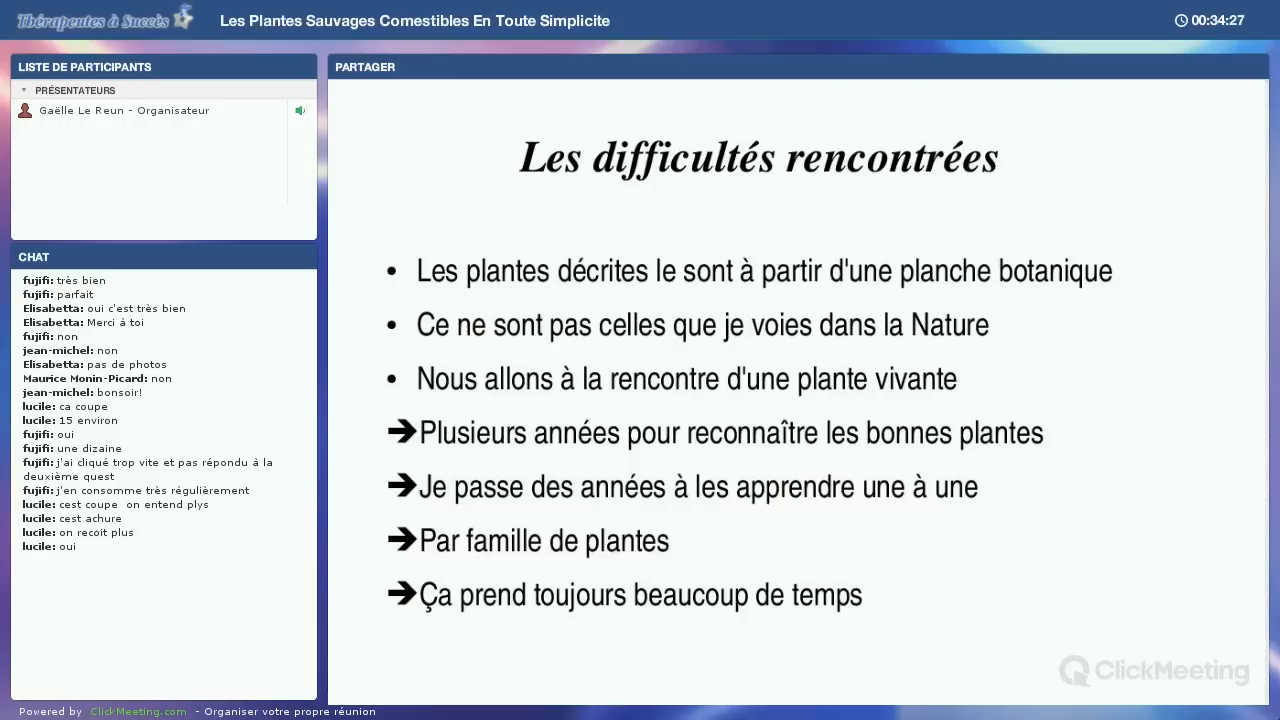 Thérapeutes à Succès
Les Plantes Sauvages Comestibles En Toute Simplicite
00:34:27
LISTE DE PARTICIPANTS
PRÉSENTATEURS
Gaëlle Le Reun - Organisateur
CHAT
fujifi: très bien
fujifi: parfait
Elisabetta: oui c'est très bien
Elisabetta: Merci à toi
fujifi: non
jean-michel: non
Elisabetta: pas de photos
Maurice Monin-Picard: non
jean-michel: bonsoir!
lucile: ca coupe
lucile: 15 environ
fujifi: oui
fujifi: une dizaine
fujifi: j'ai cliqué trop vite et pas répondu à la
deuxième quest
fujifi: j'en consomme très régulièrement
lucile: cest coupe on entend plys
lucile: cest achure
lucile: on recoit plus
lucile: oui
PARTAGER
Les difficultés rencontrées
• Les plantes décrites le sont à partir d'une planche botanique
• Ce ne sont pas celles que je voies dans la Nature
• Nous allons à la rencontre d'une plante vivante
➔Plusieurs années pour reconnaître les bonnes plantes
➔Je passe des années à les apprendre une à une
➔Par famille de plantes
➔Ça prend toujours beaucoup de temps
ClickMeeting
Powered by ClickMeeting.com - Organiser votre propre réunion